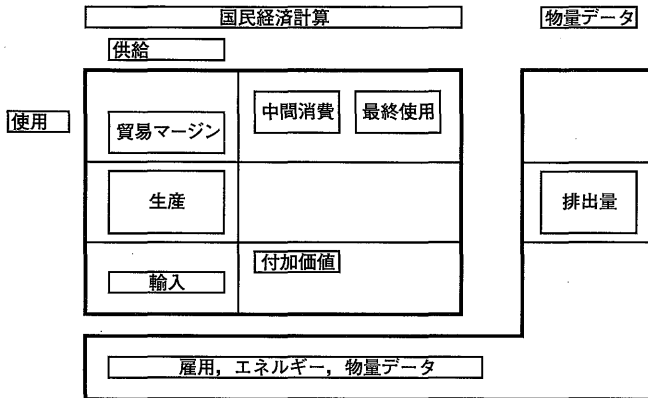 国民経済計算
物量データ
供給
使用
中間消費
最終使用
貿易マージン
生産
排出量
付加価値
輸入
雇用，エネルギー，物量データ